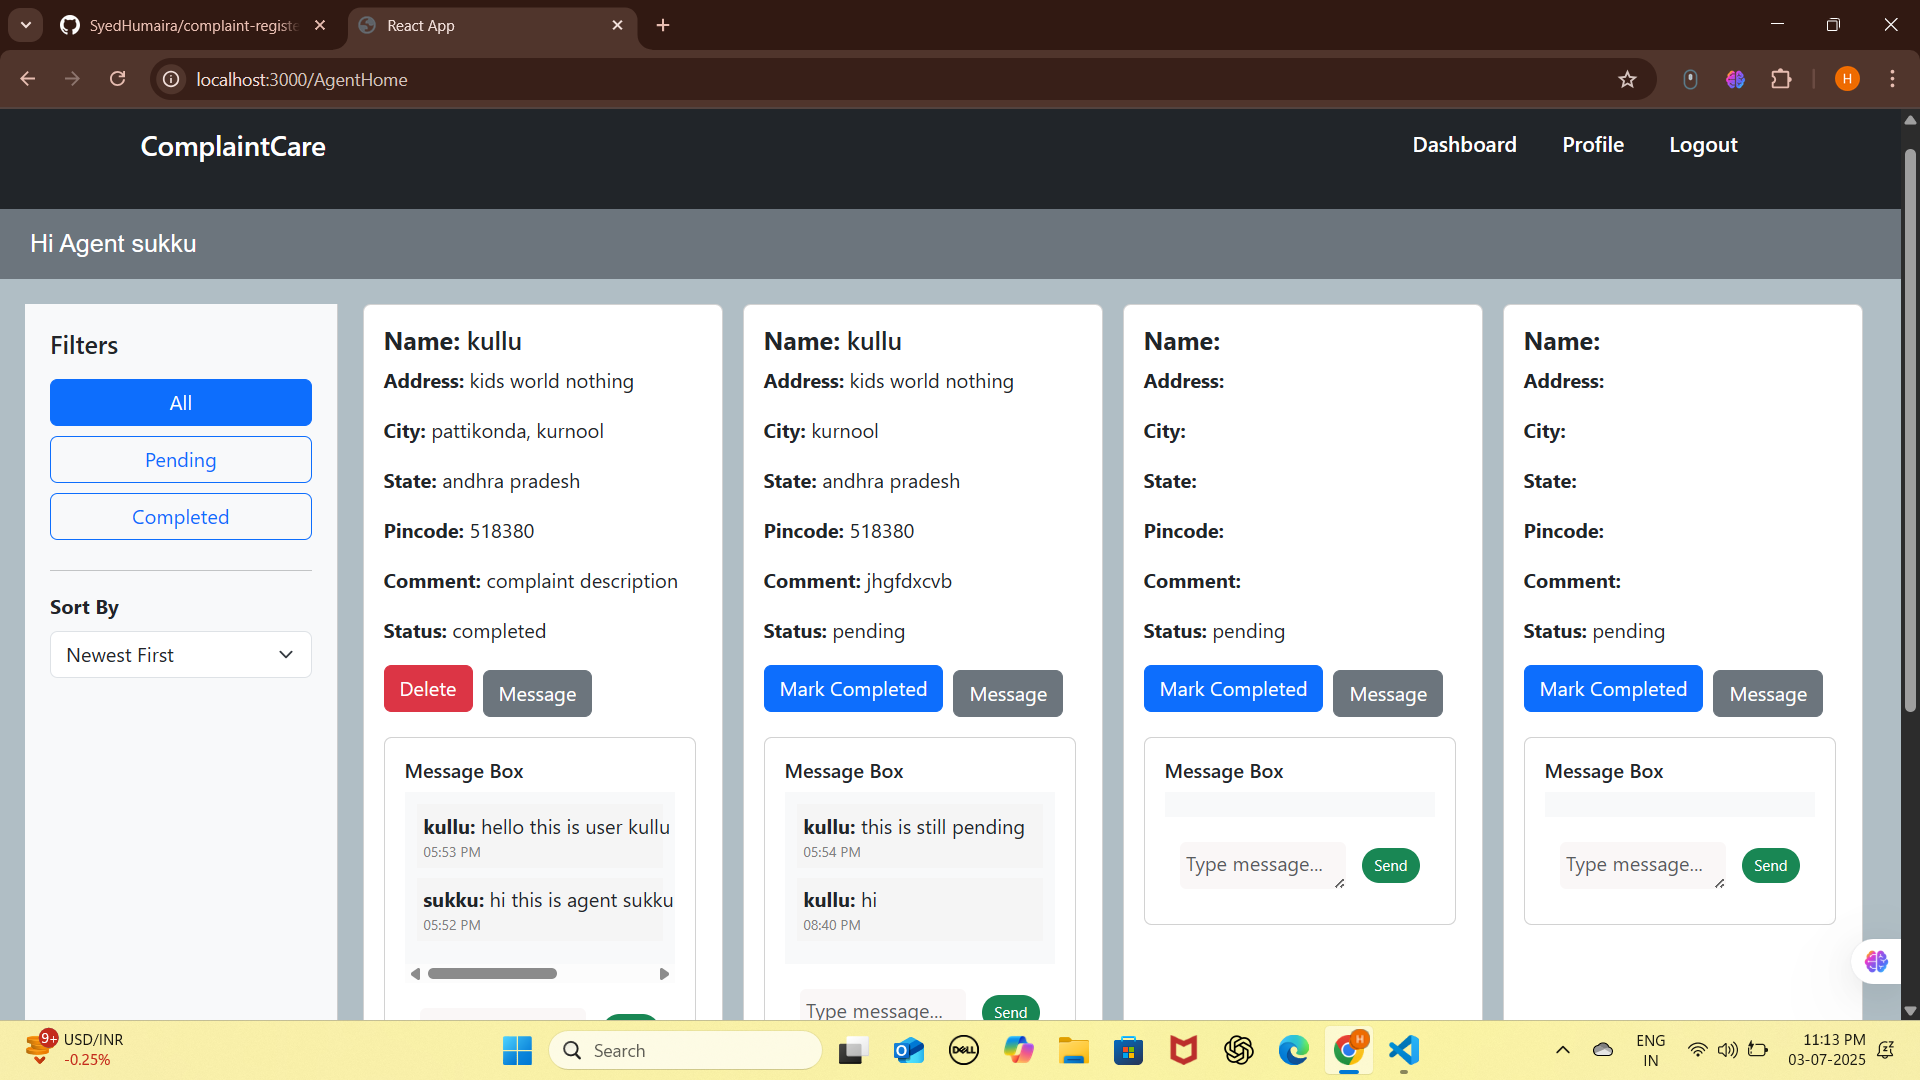 SyedHumaira/complaint-registe
React App
localhost:3000/AgentHome
H
ComplaintCare
Dashboard
Profile
Logout
Hi Agent sukku
Filters
All
Pending
Completed
Sort By
Newest First
Name: kullu
Address: kids world nothing
City: pattikonda, kurnool
State: andhra pradesh
Pincode: 518380
Comment: complaint description
Status: completed
Delete
Message
Message Box
kullu: hello this is user kullu
05:53 PM
sukku: hi this is agent sukku
05:52 PM
Name: kullu
Address: kids world nothing
City: kurnool
State: andhra pradesh
Pincode: 518380
Comment: jhgfdxcvb
Status: pending
Mark Completed
Message
Message Box
kullu: this is still pending
05:54 PM
kullu: hi
08:40 PM
Type message...
Send
Name:
Address:
City:
State:
Pincode:
Comment:
Status: pending
Mark Completed
Message
Message Box
Type message...
Send
Name:
Address:
City:
State:
Pincode:
Comment:
Status: pending
Mark Completed
Message
Message Box
Type message...
Send
9+
USD/INR
-0.25%
Search
DELL
H
ENG
IN
11:13 PM
03-07-2025